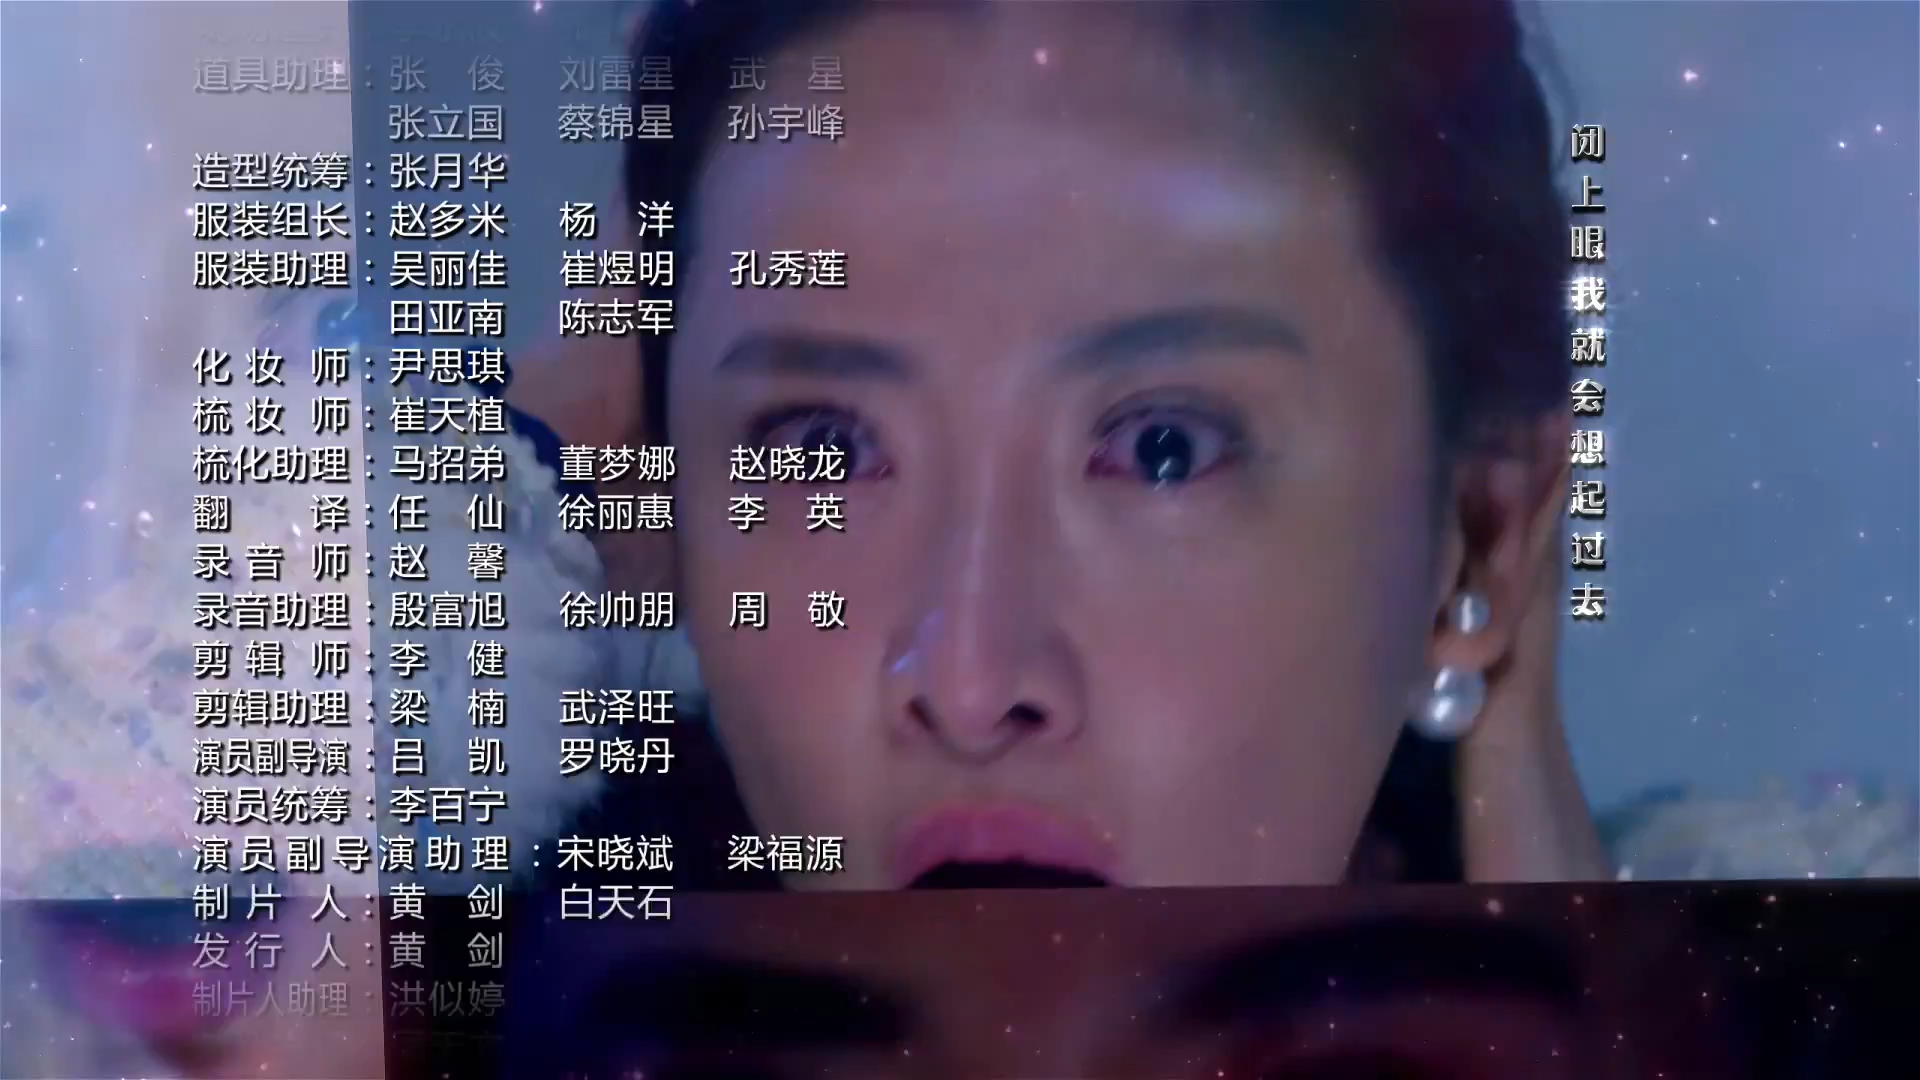 道具助理：张　俊　刘雷星　武　星
张立国　蔡锦星　孙宇峰
造型统筹：张月华
服装组长：赵多米　杨　洋
服装助理：吴丽佳　崔煜明　孔秀莲
田亚南　陈志军
化妆师：尹思琪
梳妆师：崔天植
梳化助理：马招弟　董梦娜　赵晓龙
翻　译：任　仙　徐丽惠　李　英
录音师：赵　馨
录音助理：殷富旭　徐帅朋　周　敬
剪辑师：李　健
剪辑助理：梁　楠　武泽旺
演员副导演：吕　凯　罗晓丹
演员统筹：李百宁
演员副导演助理：宋晓斌　梁福源
制片人：黄　剑　白天石
发行人：黄　剑
制片人助理：洪似婷
闭上眼我就会想起过去